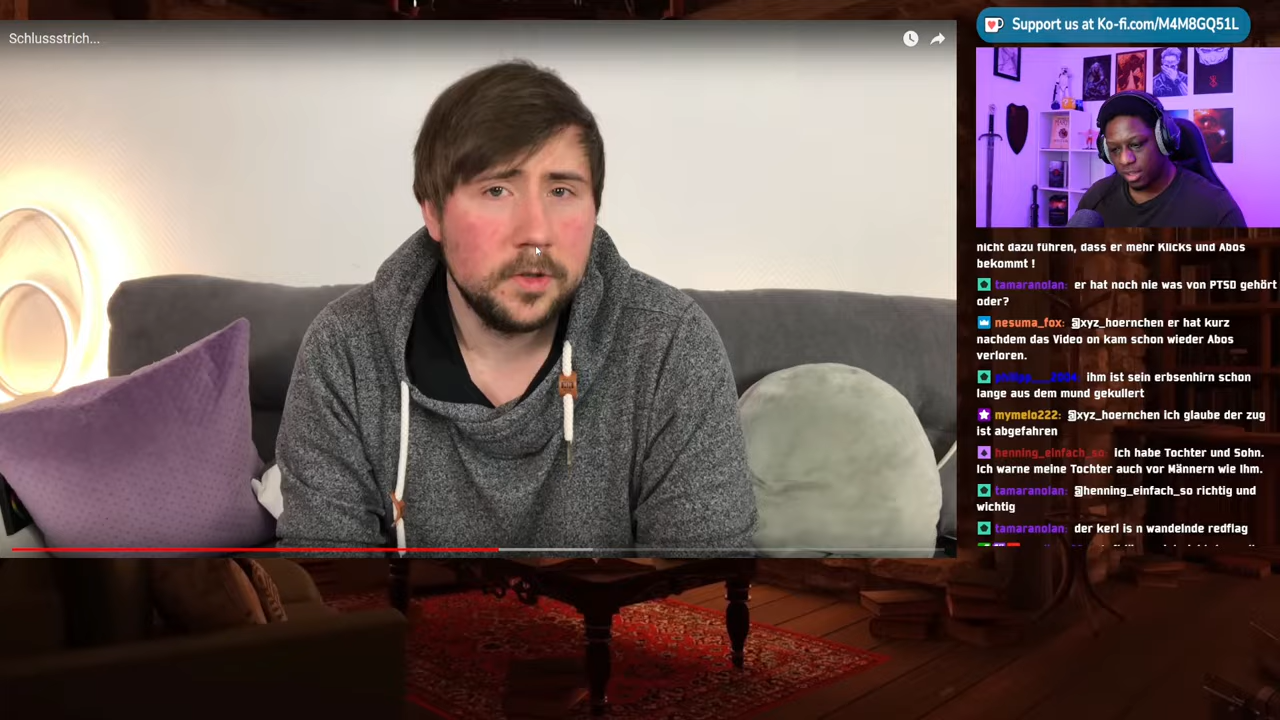 Schlussstrich...
Support us at Ko-fi.com/M4M8GQ51L
nicht dazu führen, dass er mehr Klicks und Abos
bekommt !
tamaranolan: er hat noch nie was von PTSD gehört
oder?
nesuma_fox: @xyz_hoernchen er hat kurz
nachdem das Video on kam schon wieder Abos
verloren.
ihm ist sein erbsenhirn schon
lange aus dem mund gekullert
mymelo222: @xyz_hoernchen ich glaube der zug
ist abgefahren
henning_einfach_so: ich habe Tochter und Sohn.
Ich warne meine Tochter auch vor Männern wie ihm.
tamaranolan: @henning_einfach_so richtig und
wichtig
tamaranolan: der kerl is n wandelnde redflag